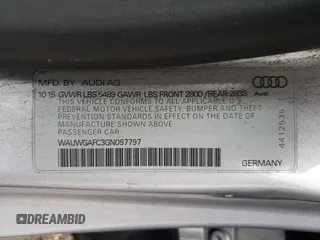 MFD BY AUDI AG
10 15 GVWR LBS 5489 GAWR LBS FRONT 2800 / REAR 2833
THIS VEHICLE CONFORMS TO ALL APPLICABLE U.S.
FEDERAL MOTOR VEHICLE SAFETY, BUMPER AND THEFT
PREVENTION STANDARDS IN EFFECT ON THE DATE OF
MANUFACTURE SHOWN ABOVE
PASSENGER CAR
WAUWGAFC3GN097797
GERMANY
Audi
4412535
DREAMBID